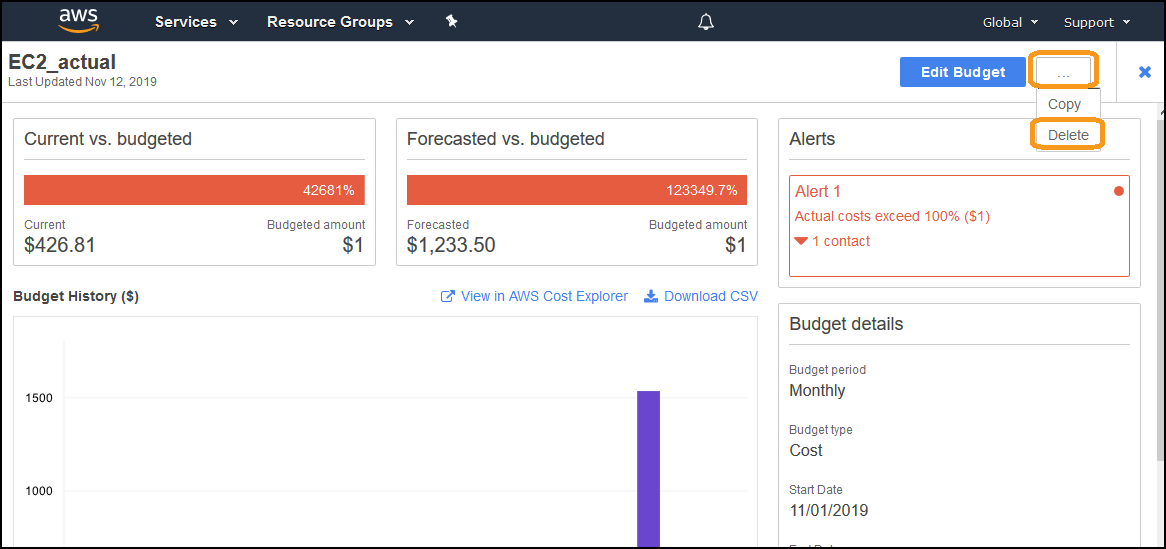 aws
Services
Resource Groups
Global
Support
EC2_actual
Last Updated Nov 12, 2019
Edit Budget
...
Copy
Delete
Current vs. budgeted
42681%
Current
Budgeted amount
$426.81
$1
Forecasted vs. budgeted
123349.7%
Forecasted
Budgeted amount
$1,233.50
$1
Alerts
Alert 1
Actual costs exceed 100% ($1)
1 contact
Budget History ($)
View in AWS Cost Explorer
Download CSV
1500
1000
Budget details
Budget period
Monthly
Budget type
Cost
Start Date
11/01/2019